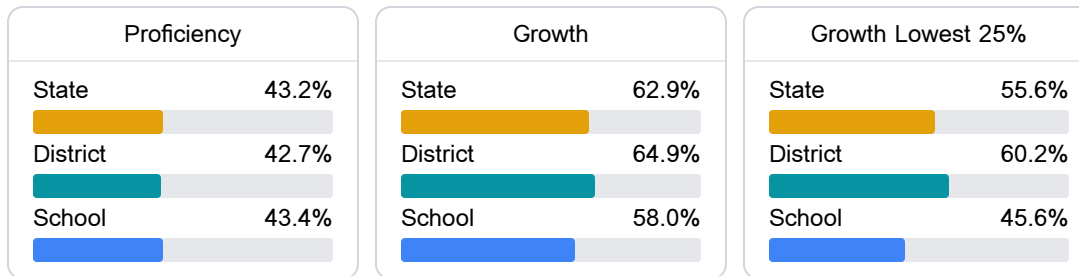 Proficiency
State 43.2%
District 42.7%
School 43.4%
Growth
State 62.9%
District 64.9%
School 58.0%
Growth Lowest 25%
State 55.6%
District 60.2%
School 45.6%